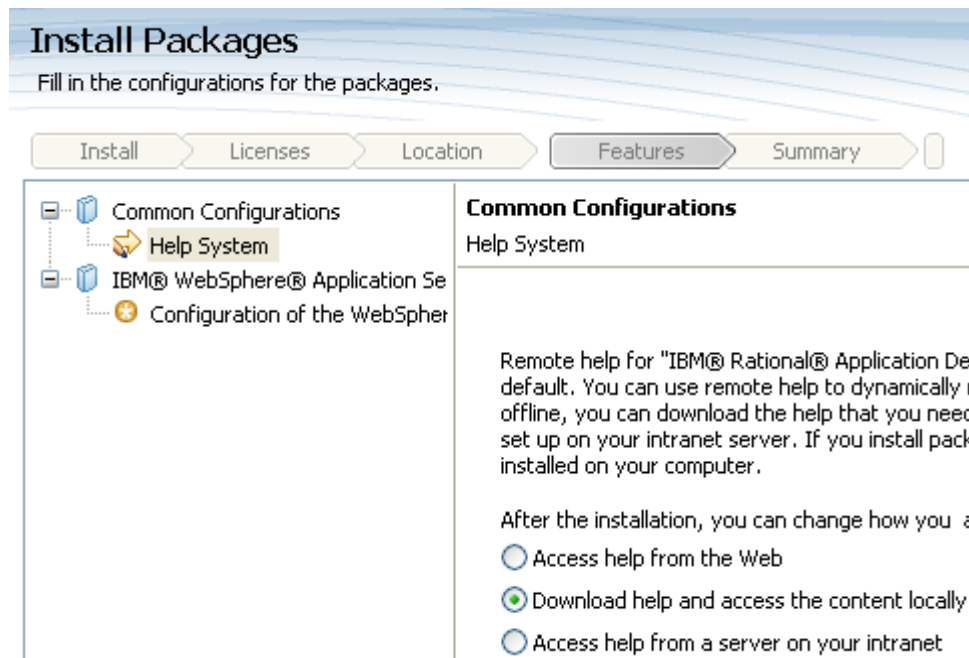 Install Packages
Fill in the configurations for the packages.
Install Licenses Location Features Summary
Common Configurations
Help System
IBM® WebSphere® Application Se
Configuration of the WebSpher
Common Configurations
Help System
Remote help for "IBM® Rational® Application De
default. You can use remote help to dynamically
offline, you can download the help that you need
set up on your intranet server. If you install pack
installed on your computer.
After the installation, you can change how you a
Access help from the Web
Download help and access the content locally
Access help from a server on your intranet